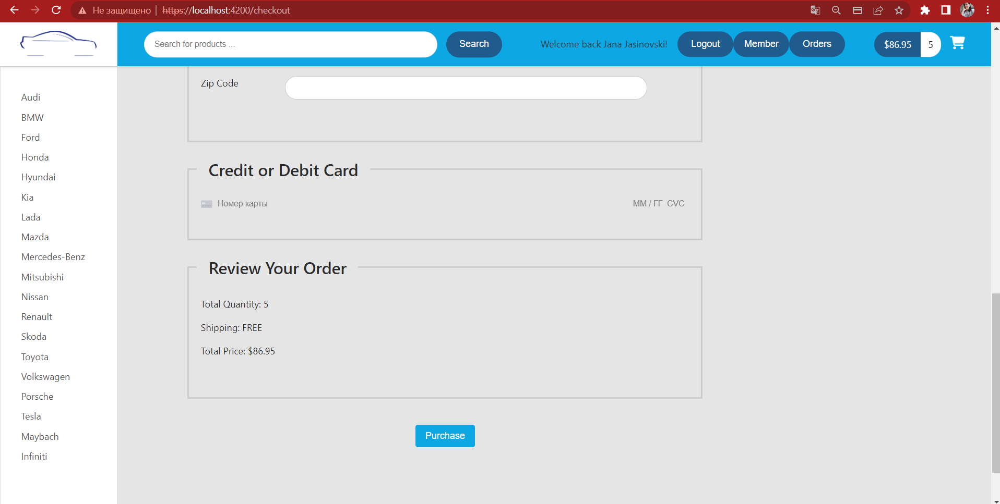 Не защищено | https://localhost:4200/checkout
Search for products ...
Search
Welcome back Jana Jasinovski!
Logout
Member
Orders
$86.95
5
Audi
BMW
Ford
Honda
Hyundai
Kia
Lada
Mazda
Mercedes-Benz
Mitsubishi
Nissan
Renault
Skoda
Toyota
Volkswagen
Porsche
Tesla
Maybach
Infiniti
Zip Code
Credit or Debit Card
Номер карты
ММ / ГГ CVC
Review Your Order
Total Quantity: 5
Shipping: FREE
Total Price: $86.95
Purchase